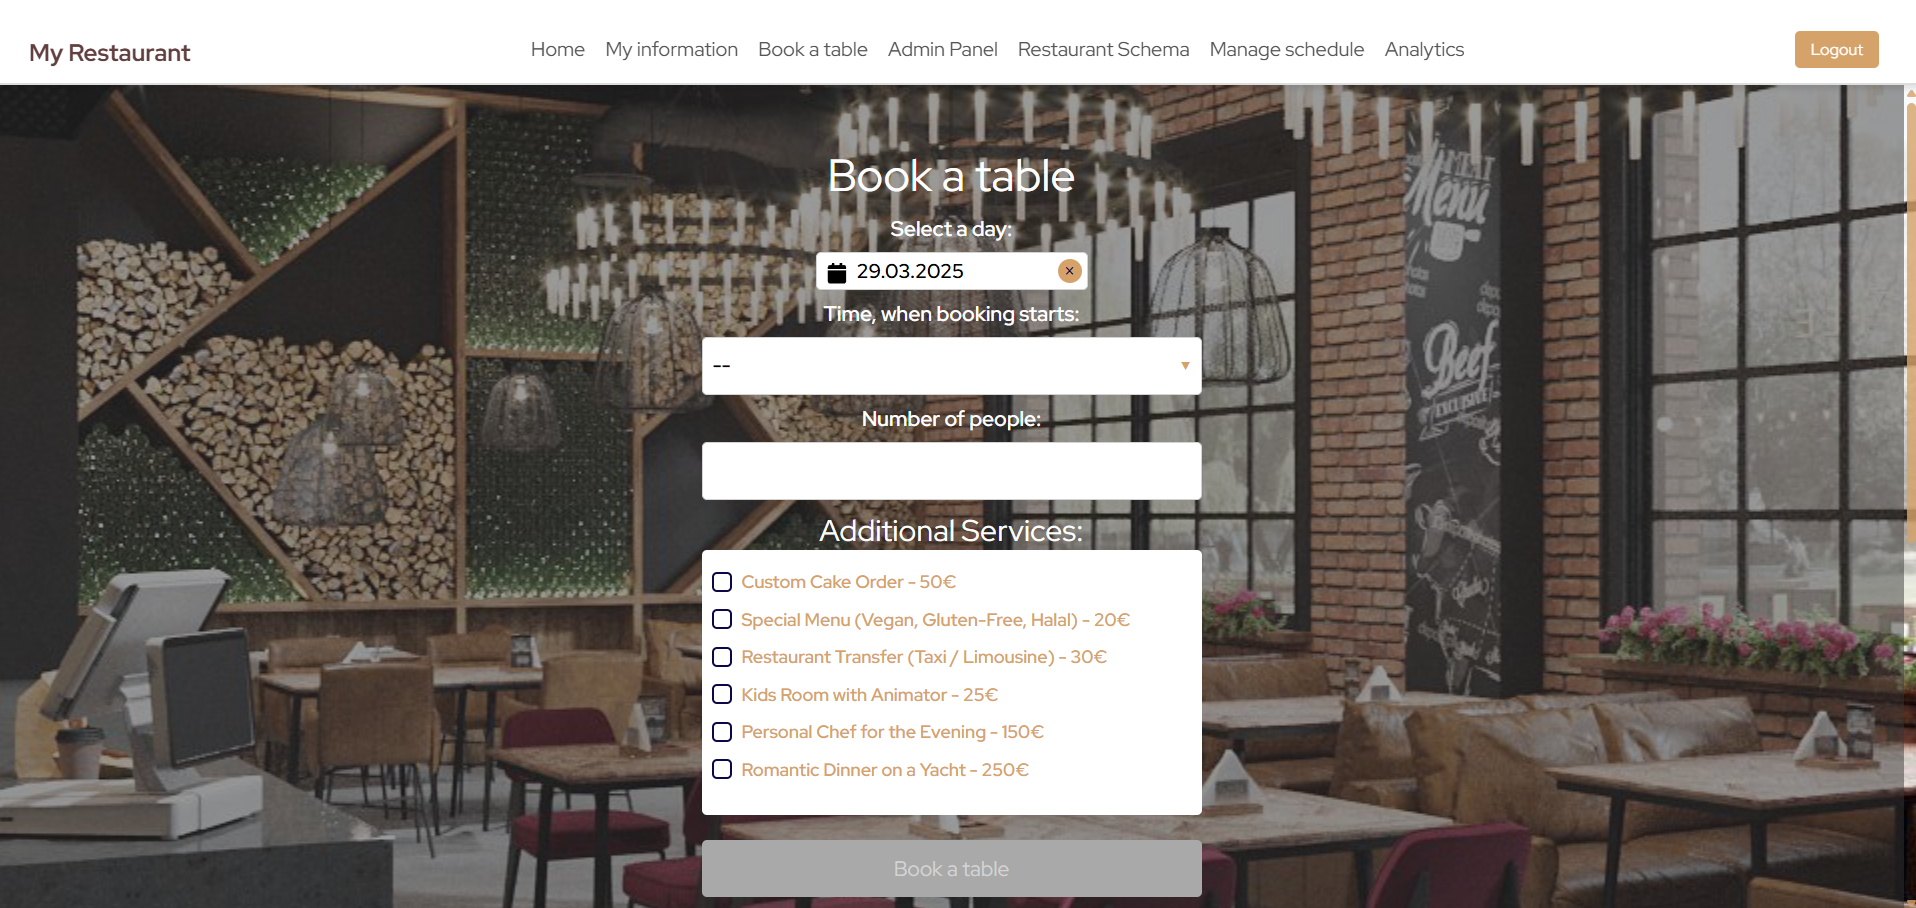 My Restaurant
Home My information Book a table Admin Panel Restaurant Schema Manage schedule Analytics
Logout
Book a table
Select a day:
29.03.2025
Time, when booking starts:
--
Number of people:
Additional Services:
Custom Cake Order - 50€
Special Menu (Vegan, Gluten-Free, Halal) - 20€
Restaurant Transfer (Taxi / Limousine) - 30€
Kids Room with Animator - 25€
Personal Chef for the Evening - 150€
Romantic Dinner on a Yacht - 250€
Book a table
Menu
Beef
EXCLUSIVE